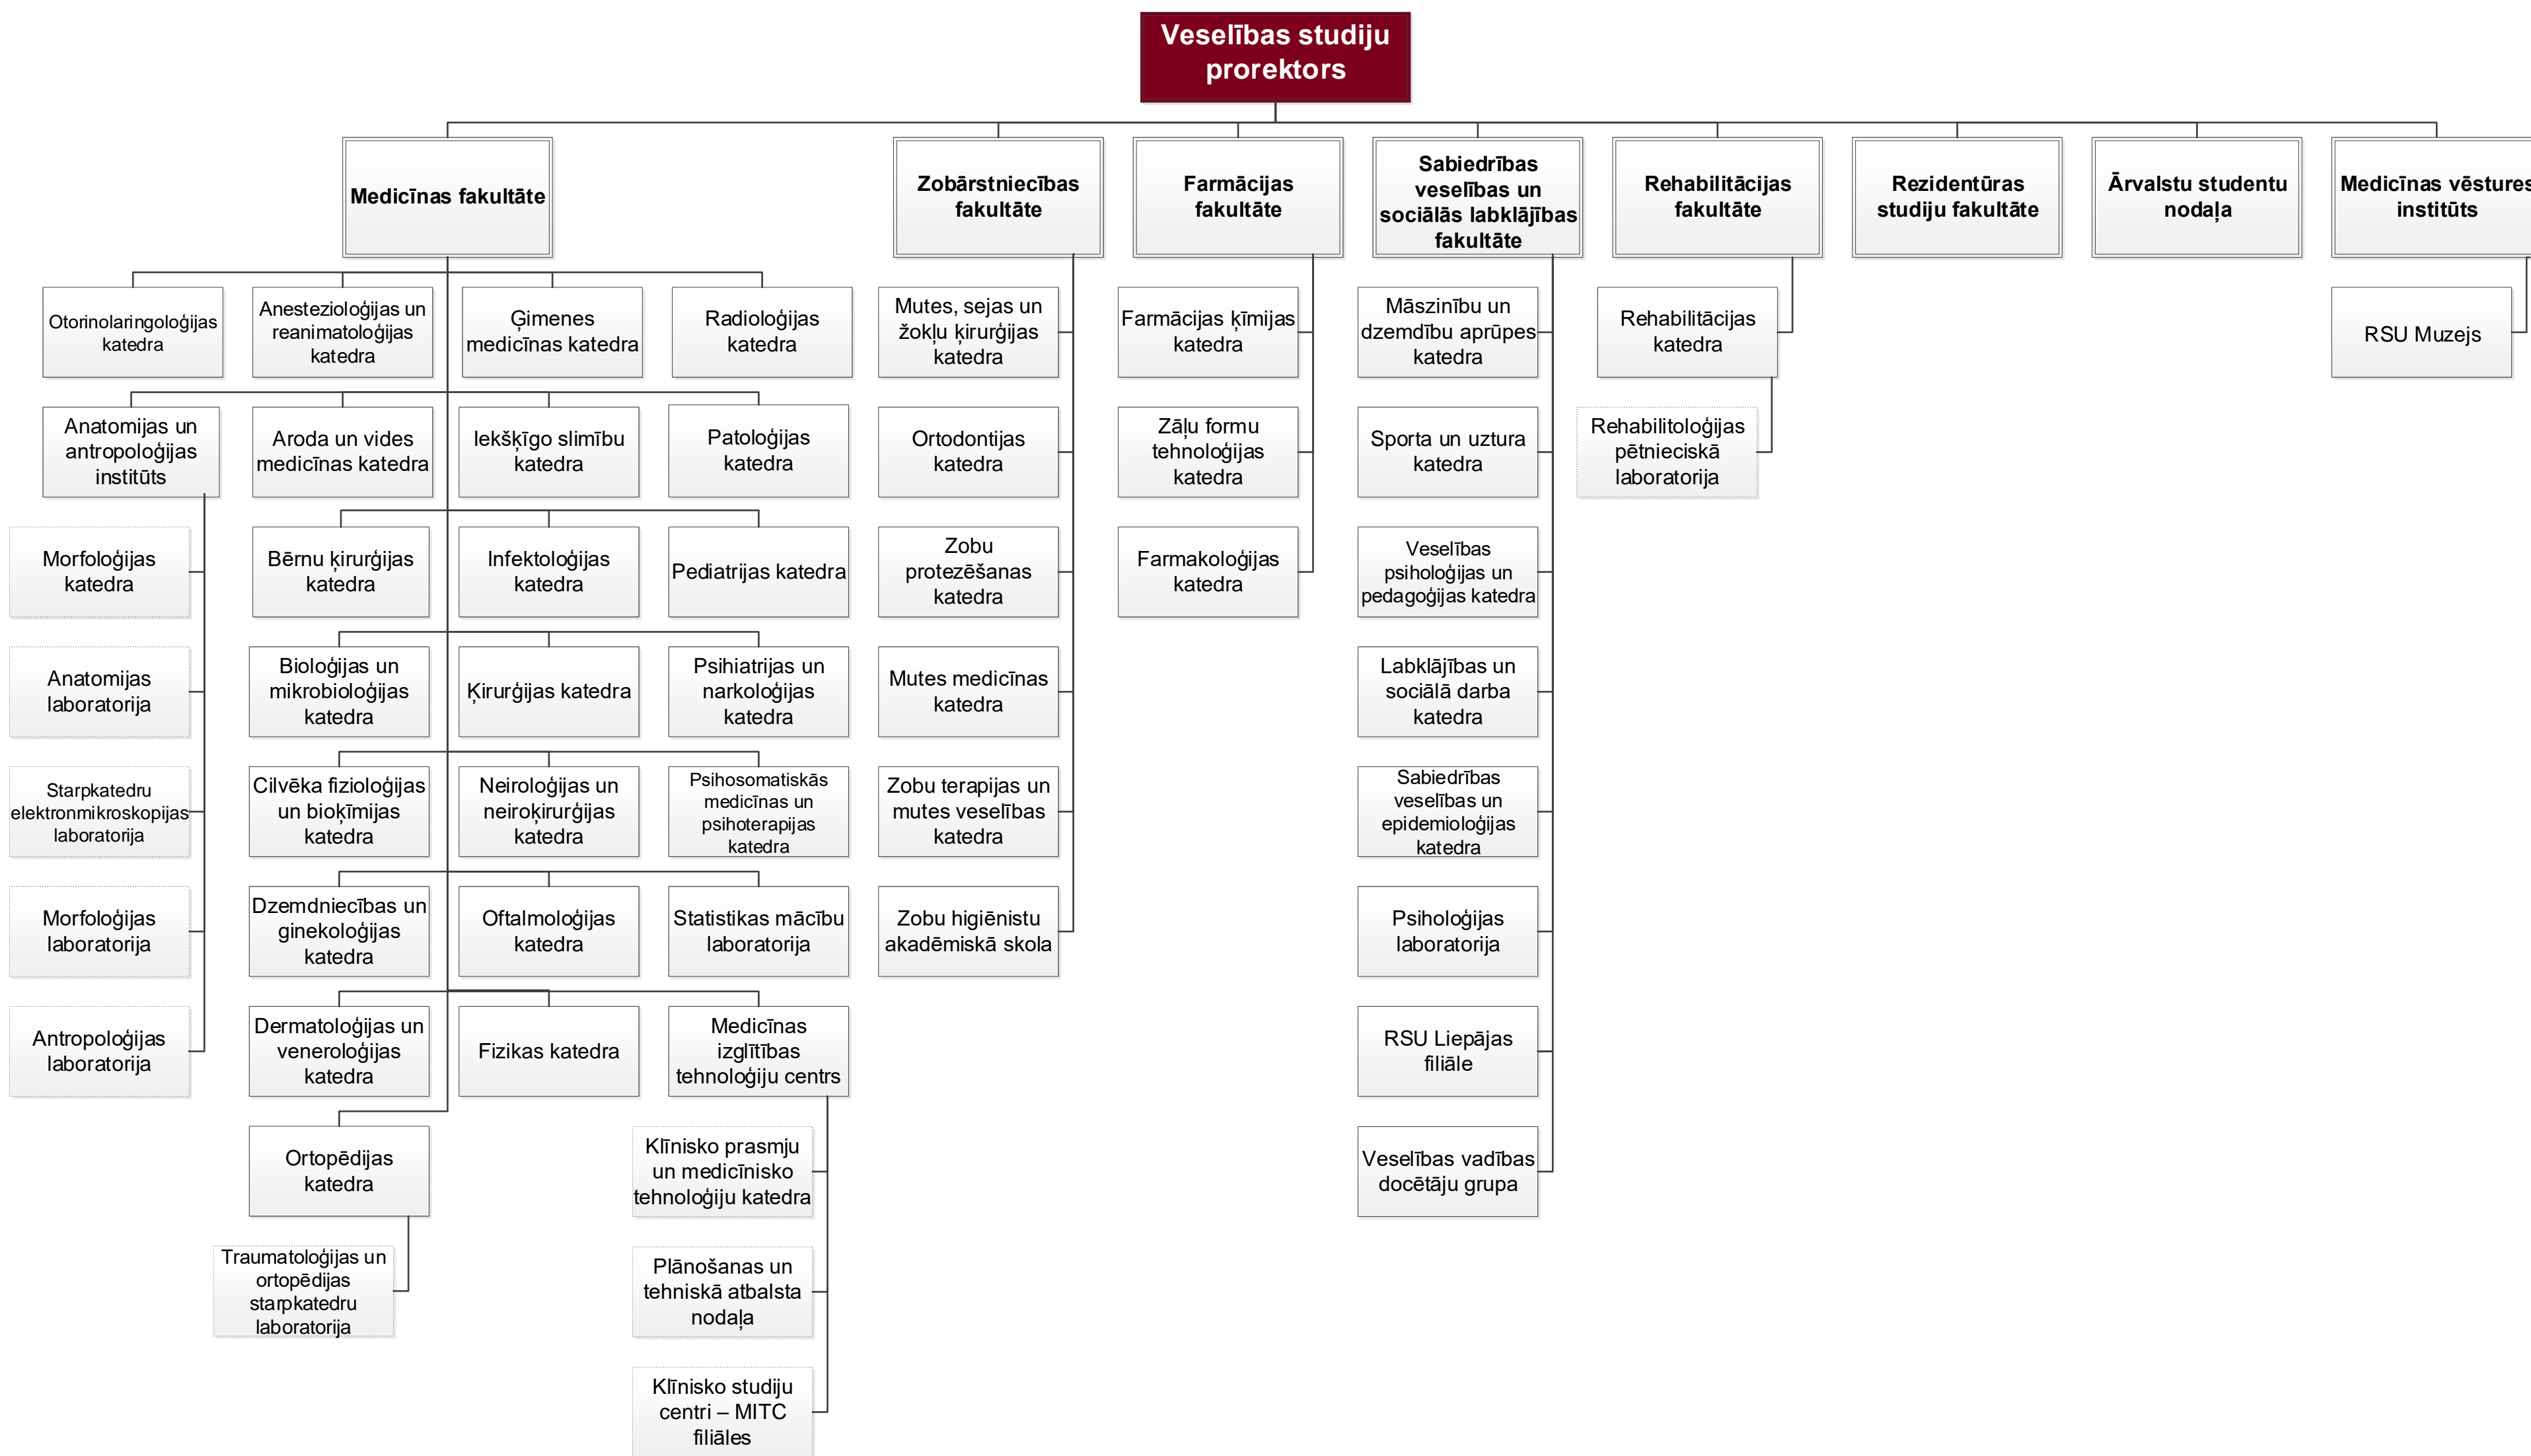 Veselības studiju
prorektors
Medicīnas fakultāte
Zobārstniecības
fakultāte
Farmācijas
fakultāte
Sabiedrības
veselības un
sociālās labklājības
fakultāte
Rehabilitācijas
fakultāte
Rezidentūras
studiju fakultāte
Ārvalstu studentu
nodaļa
Medicīnas vēstures
institūts
Otorinolaringoloģijas
katedra
Anestezioloģijas un
reanimatoloģijas
katedra
Ģimenes
medicīnas katedra
Radioloģijas
katedra
Mutes, sejas un
žokļu ķirurģijas
katedra
Farmācijas ķīmijas
katedra
Māszinību un
dzemdību aprūpes
katedra
Rehabilitācijas
katedra
RSU Muzejs
Anatomijas un
antropoloģijas
institūts
Aroda un vides
medicīnas katedra
Iekšķīgo slimību
katedra
Patoloģijas
katedra
Ortodontijas
katedra
Zāļu formu
tehnoloģijas
katedra
Sporta un uztura
katedra
Rehabilitoloģijas
pētnieciskā
laboratorija
Morfoloģijas
katedra
Bērnu ķirurģijas
katedra
Infektoloģijas
katedra
Pediatrijas katedra
Zobu
protezēšanas
katedra
Farmakoloģijas
katedra
Veselības
psiholoģijas un
pedagoģijas katedra
Anatomijas
laboratorija
Bioloģijas un
mikrobioloģijas
katedra
Ķirurģijas katedra
Psihiatrijas un
narkoloģijas
katedra
Mutes medicīnas
katedra
Labklājības un
sociālā darba
katedra
Starpkatedru
elektronmikroskopijas
laboratorija
Cilvēka fizioloģijas
un bioķīmijas
katedra
Neiroloģijas un
neiroķirurģijas
katedra
Psihosomatiskās
medicīnas un
psihoterapijas
katedra
Zobu terapijas un
mutes veselības
katedra
Sabiedrības
veselības un
epidemioloģijas
katedra
Morfoloģijas
laboratorija
Dzemdniecības un
ginekoloģijas
katedra
Oftalmoloģijas
katedra
Statistikas mācību
laboratorija
Zobu higiēnistu
akadēmiskā skola
Psiholoģijas
laboratorija
Antropoloģijas
laboratorija
Dermatoloģijas un
veneroloģijas
katedra
Fizikas katedra
Medicīnas
izglītības
tehnoloģiju centrs
RSU Liepājas
filiāle
Ortopēdijas
katedra
Klīnisko prasmju
un medicīnisko
tehnoloģiju katedra
Veselības vadības
docētāju grupa
Traumatoloģijas un
ortopēdijas
starpkatedru
laboratorija
Plānošanas un
tehniskā atbalsta
nodaļa
Klīnisko studiju
centri – MITC
filiāles